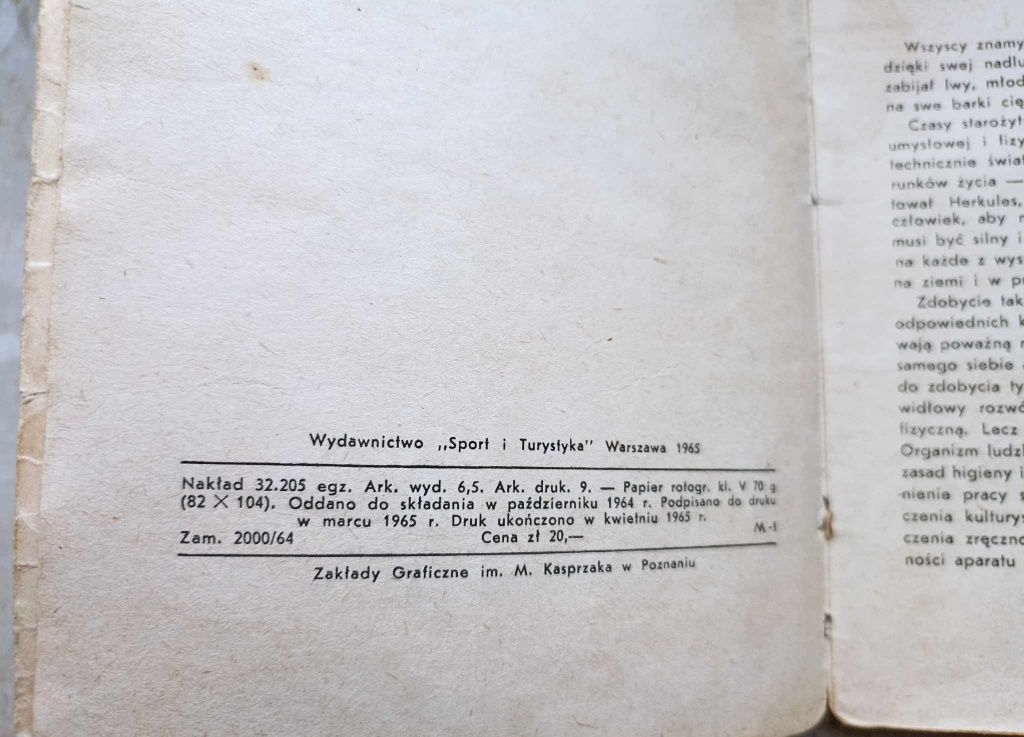 Wydawnictwo „Sport i Turystyka" Warszawa 1965
Nakład 32.205 egz. Ark. wyd. 6,5. Ark. druk. 9. — Papier rotogr. kl. V 70 g
(82 X 104). Oddano do składania w październiku 1964 r. Podpisano do druku
w marcu 1965 r. Druk ukończono w kwietniu 1965 r.
M-1
Zam. 2000/64 Cena zł 20,—
Zakłady Graficzne im. M. Kasprzaka w Poznaniu
Wszyscy znamy
dzięki swej nadlu
zabijał lwy, młod
na swe barki cię
Czasy starożyt
umysłowej i fizy
technicznie świat
runków życia —
łował Herkules,
człowiek, aby
musi być silny i
na każde z wys
na ziemi i w
Zdobycie tak
odpowiednich k
wają poważną
samego siebie
do zdobycia ty
widłowy rozwó
fizyczną. Lecz
Organizm ludz
zasad higieny i
nienie pracy
czenia kulturys
czenia zręczno
ności aparatu